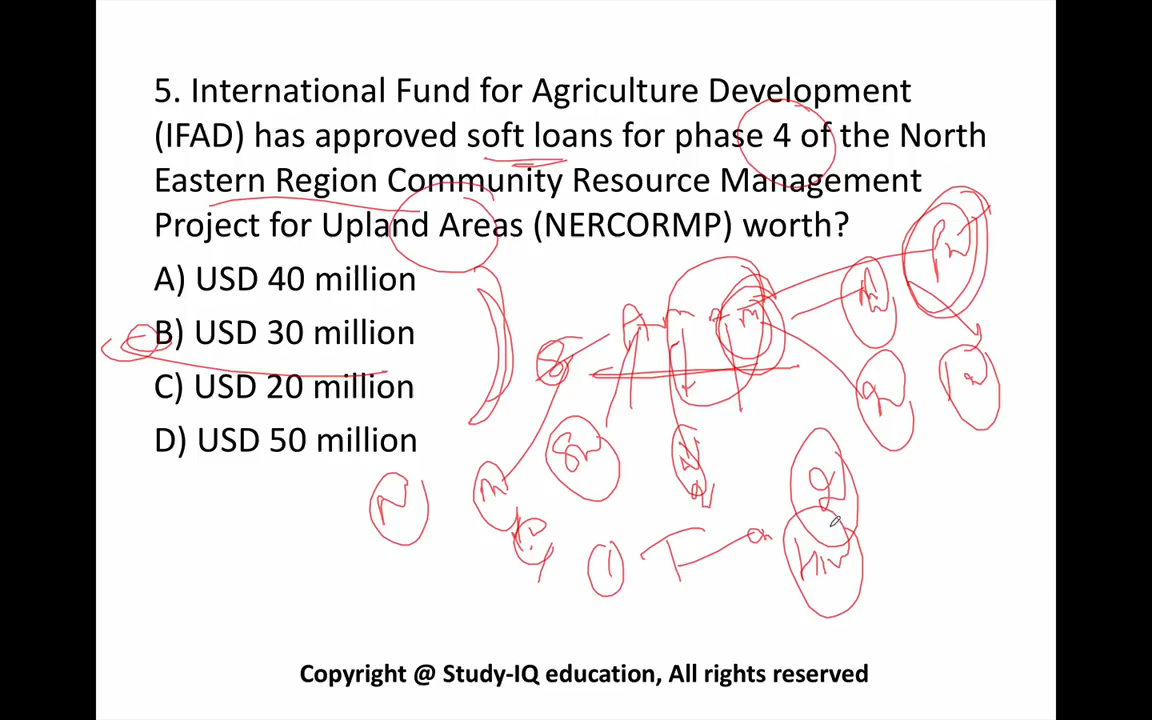 5. International Fund for Agriculture Development
(IFAD) has approved soft loans for phase 4 of the North
Eastern Region Community Resource Management
Project for Upland Areas (NERCORMP) worth?
A) USD 40 million
B) USD 30 million
C) USD 20 million
D) USD 50 million
Copyright @ Study-IQ education, All rights reserved